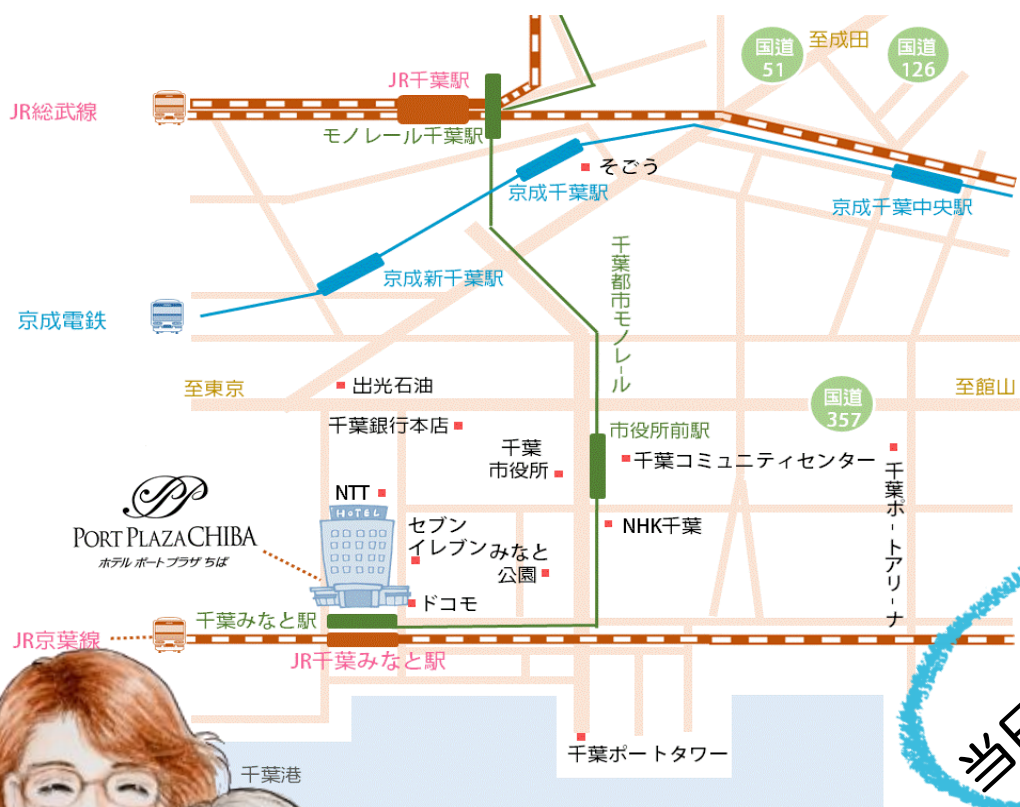 国道
51
至成田
国道
126
JR千葉駅
JR総武線
モノレール千葉駅
そごう
京成千葉駅
京成千葉中央駅
千葉都市モノレール
京成新千葉駅
京成電鉄
至東京
出光石油
国道
357
至館山
千葉銀行本店
市役所前駅
千葉
市役所
千葉コミュニティセンター
千葉ポートアリーナ
NTT
HOTEL
PORT PLAZA CHIBA
ホテル ポートプラザ ちば
セブン
イレブン
NHK千葉
みなと
公園
ドコモ
千葉みなと駅
JR京葉線
JR千葉みなと駅
千葉ポートタワー
千葉港